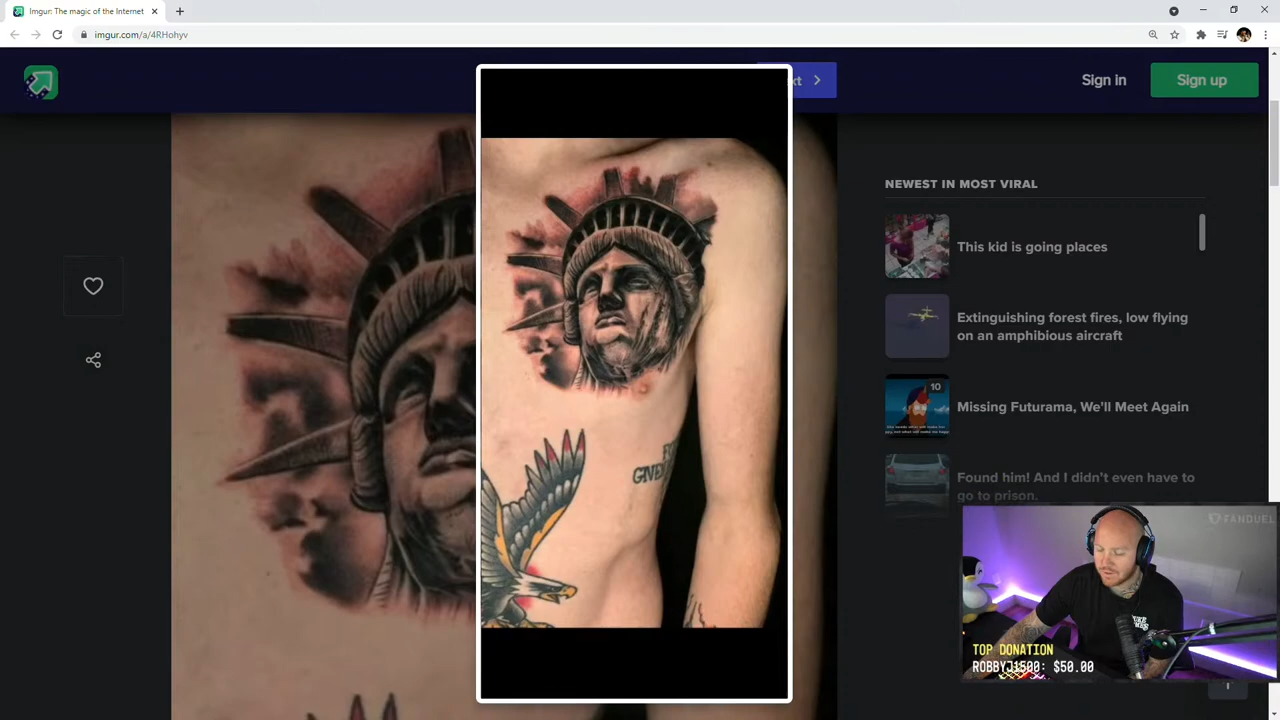 Imgur: The magic of the Internet
imgur.com/a/4RHohyv
Sign in
Sign up
NEWEST IN MOST VIRAL
This kid is going places
Extinguishing forest fires, low flying
on an amphibious aircraft
10
Missing Futurama, We'll Meet Again
Found him! And I didn't even have to
go to prison.
FANDUEL
TOP DONATION
ROBBYJ1500: $50.00